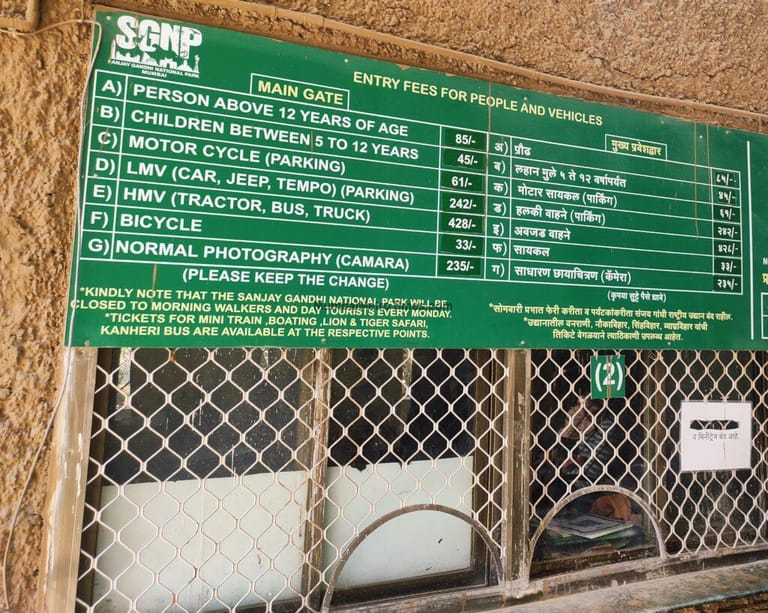 SGNP
SANJAY GANDHI NATIONAL PARK
MUMBAI
ENTRY FEES FOR PEOPLE AND VEHICLES
MAIN GATE
A) PERSON ABOVE 12 YEARS OF AGE 85/-
B) CHILDREN BETWEEN 5 TO 12 YEARS 45/-
C) MOTOR CYCLE (PARKING) 61/-
D) LMV (CAR, JEEP, TEMPO) (PARKING) 242/-
E) HMV (TRACTOR, BUS, TRUCK) 428/-
F) BICYCLE 33/-
G) NORMAL PHOTOGRAPHY (CAMARA) 235/-
(PLEASE KEEP THE CHANGE)
*KINDLY NOTE THAT THE SANJAY GANDHI NATIONAL PARK WILL BE
CLOSED TO MORNING WALKERS AND DAY TOURISTS EVERY MONDAY.
*TICKETS FOR MINI TRAIN ,BOATING ,LION & TIGER SAFARI,
KANHERI BUS ARE AVAILABLE AT THE RESPECTIVE POINTS.
मुख्य प्रवेशद्वार
अ) प्रौढ ८५/-
ब) लहान मुले ५ ते १२ वर्षापर्यंत ४५/-
क) मोटार सायकल (पार्किंग) ६१/-
ड) हलकी वाहने (पार्किंग) २४२/-
इ) अवजड वाहने ४२८/-
फ) सायकल ३३/-
ग) साधारण छायाचित्रण (कॅमेरा) २३५/-
(कृपया सुट्टे पैसे द्यावे)
*सोमवारी प्रभात फेरी करीता व पर्यटकांकरीता संजय गांधी राष्ट्रीय उद्यान बंद राहील.
*उद्यानातील वनराणी, नौकाविहार, सिंहविहार, व्याघ्रविहार यांची
तिकिटे वेगळयाने त्याठिकाणी उपलब्ध आहेत.
(2)
व मिनीट्रेन बंद आहे.